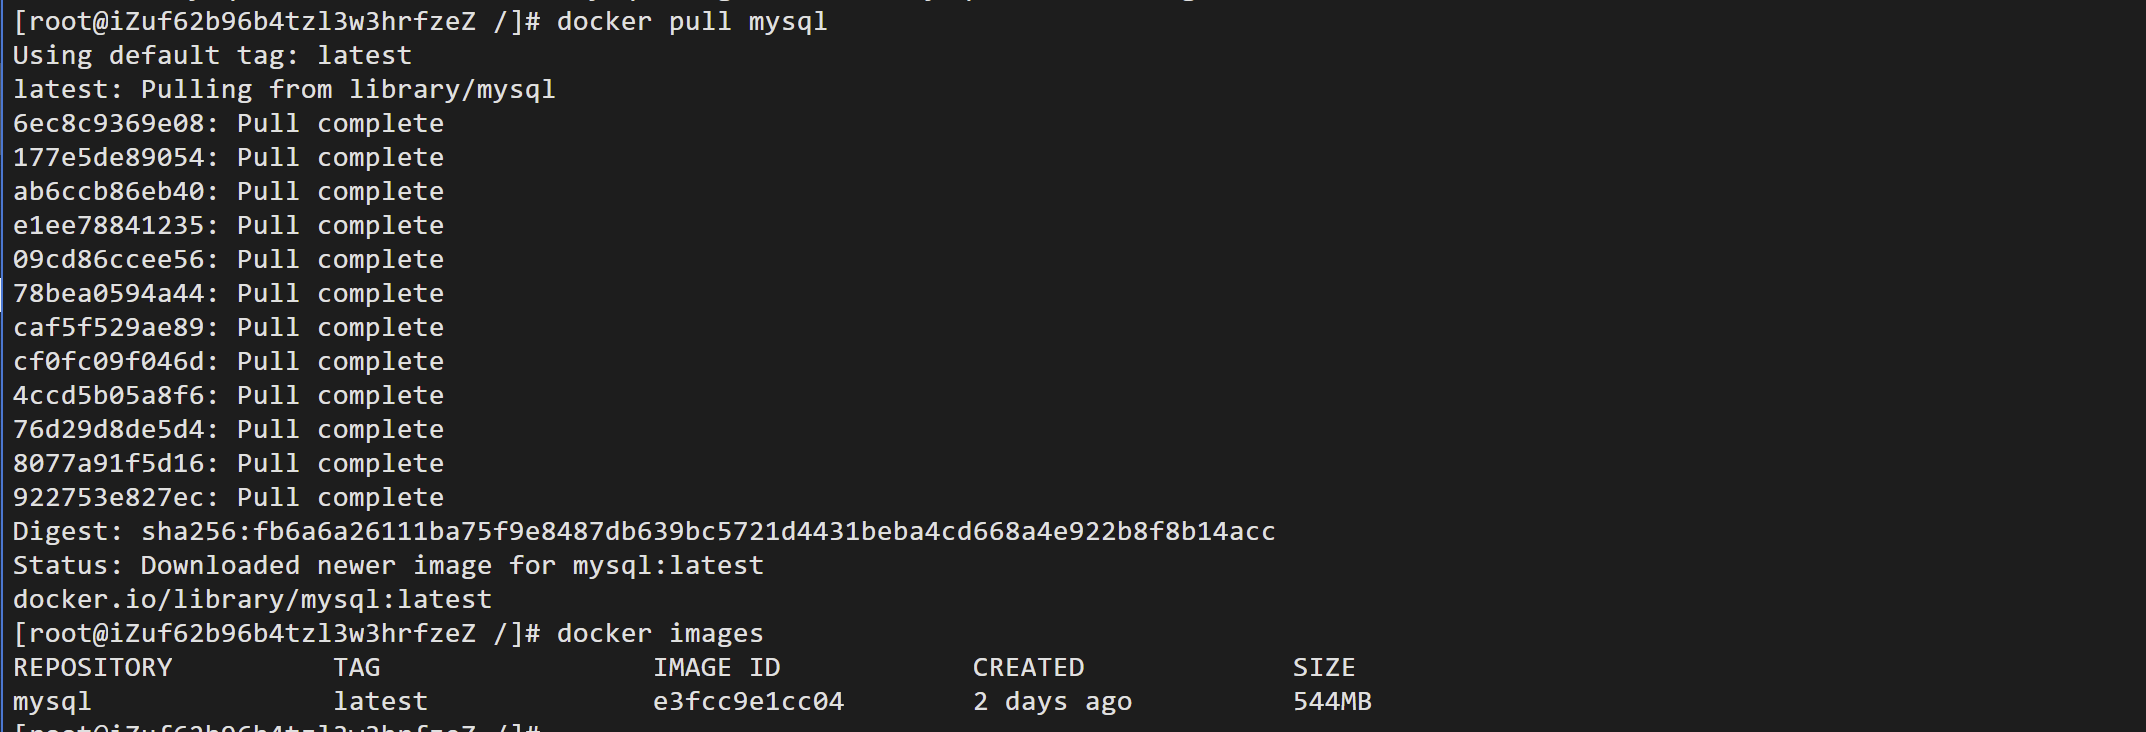 [root@iZuf62b96b4tzl3w3hrfzeZ /]# docker pull mysql
Using default tag: latest
latest: Pulling from library/mysql
6ec8c9369e08: Pull complete
177e5de89054: Pull complete
ab6ccb86eb40: Pull complete
e1ee78841235: Pull complete
09cd86ccee56: Pull complete
78bea0594a44: Pull complete
caf5f529ae89: Pull complete
cf0fc09f046d: Pull complete
4ccd5b05a8f6: Pull complete
76d29d8de5d4: Pull complete
8077a91f5d16: Pull complete
922753e827ec: Pull complete
Digest: sha256:fb6a6a26111ba75f9e8487db639bc5721d4431beba4cd668a4e922b8f8b14acc
Status: Downloaded newer image for mysql:latest
docker.io/library/mysql:latest
[root@iZuf62b96b4tzl3w3hrfzeZ /]# docker images
REPOSITORY          TAG                 IMAGE ID            CREATED             SIZE
mysql               latest              e3fcc9e1cc04        2 days ago          544MB
[root@iZuf62b96b4tzl3w3hrfzeZ /]#